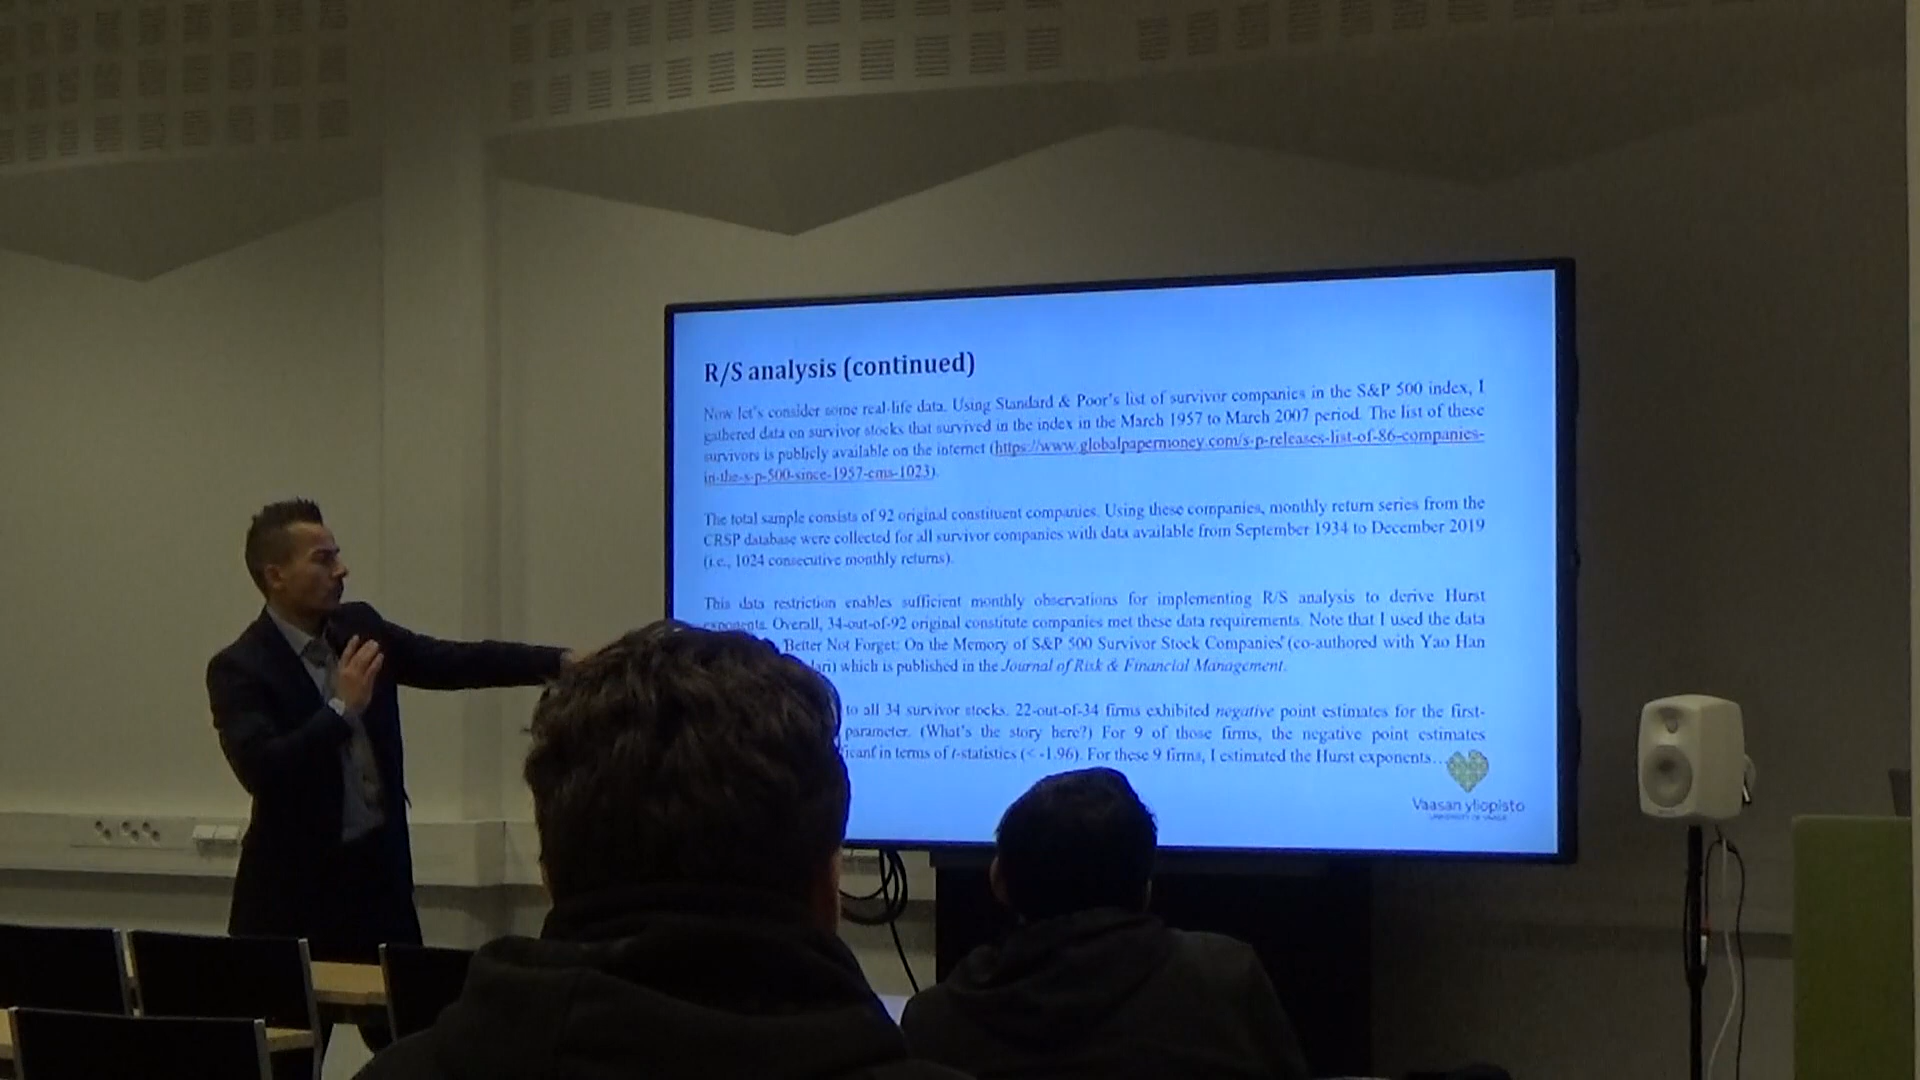 R/S analysis (continued)
Now let's consider some real-life data. Using Standard & Poor's list of survivor companies in the S&P 500 index, I
gathered data on survivor stocks that survived in the index in the March 1957 to March 2007 period. The list of these
survivors is publicly available on the internet (https://www.globalpapermoney.com/s-p-releases-list-of-86-companies-
in-the-s-p-500-since-1957-cms-1023).
The total sample consists of 92 original constituent companies. Using these companies, monthly return series from the
CRSP database were collected for all survivor companies with data available from September 1934 to December 2019
(i.e., 1024 consecutive monthly returns).
This data restriction enables sufficient monthly observations for implementing R/S analysis to derive Hurst
exponents. Overall, 34-out-of-92 original constitute companies met these data requirements. Note that I used the data
'Better Not Forget: On the Memory of S&P 500 Survivor Stock Companies' (co-authored with Yao Han
which is published in the Journal of Risk & Financial Management.
to all 34 survivor stocks. 22-out-of-34 firms exhibited negative point estimates for the first-
parameter. (What's the story here?) For 9 of those firms, the negative point estimates
in terms of t-statistics (< -1.96). For these 9 firms, I estimated the Hurst exponents...
Vaasan yliopisto
UNIVERSITY OF VAASA